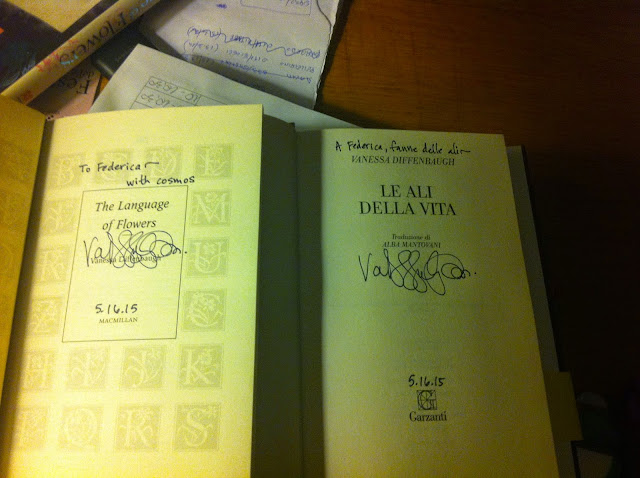 Flowers
To Federica
with cosmos
The Language
of Flowers
Vanessa Diffenbaugh
5.16.15
MACMILLAN
A Federica, fanne delle ali
VANESSA DIFFENBAUGH
LE ALI
DELLA VITA
Traduzione di
ALBA MANTOVANI
5.16.15
G
Garzanti